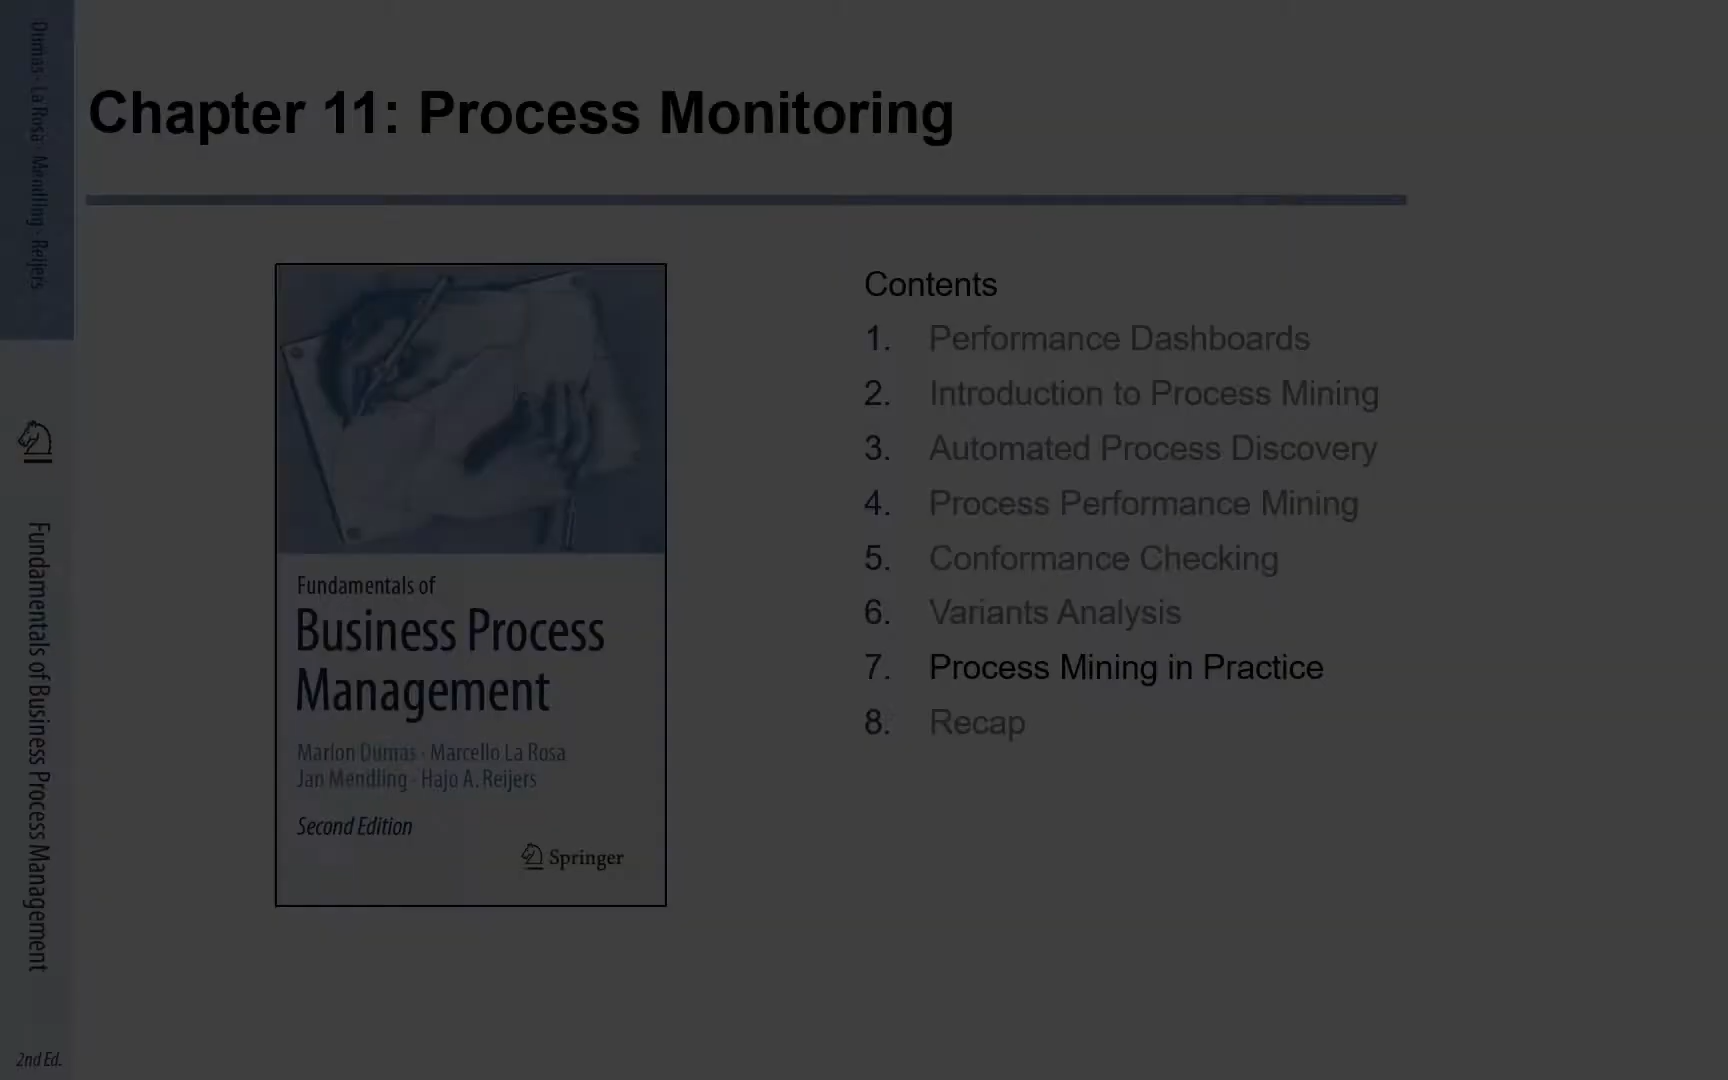 Dumas · La Rosa · Mendling · Reijers
Fundamentals of Business Process Management
2nd Ed.
Chapter 11: Process Monitoring
Fundamentals of
Business Process
Management
Marlon Dumas · Marcello La Rosa
Jan Mendling · Hajo A. Reijers
Second Edition
Springer
Contents
1. Performance Dashboards
2. Introduction to Process Mining
3. Automated Process Discovery
4. Process Performance Mining
5. Conformance Checking
6. Variants Analysis
7. Process Mining in Practice
8. Recap